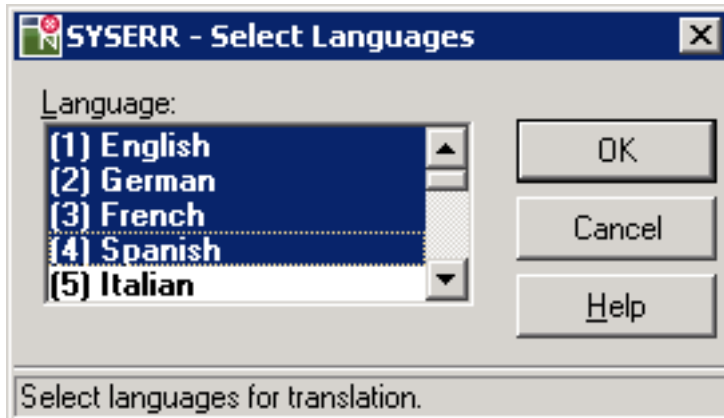 SYSERR - Select Languages
Language:
(1) English
(2) German
(3) French
(4) Spanish
(5) Italian
OK
Cancel
Help
Select languages for translation.